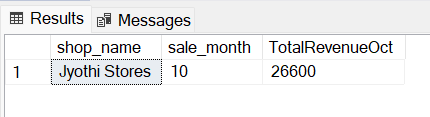 Results Messages
shop_name sale_month TotalRevenueOct
1 Jyothi Stores 10 26600